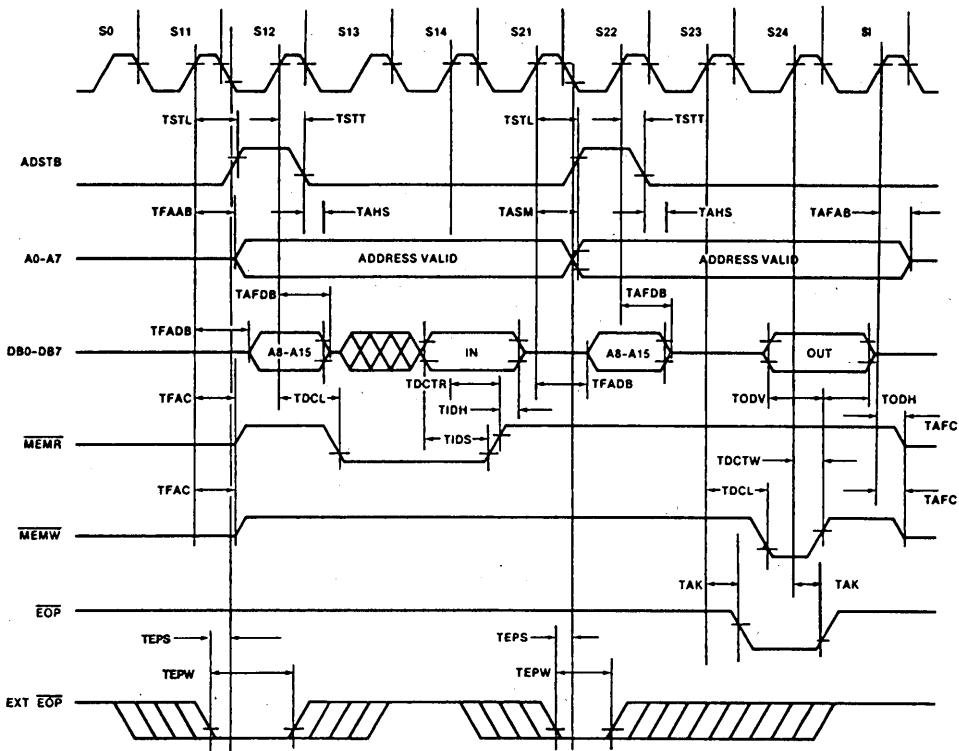 S0 S11 S12 S13 S14 S21 S22 S23 S24 SI
TSTL TSTT TSTL TSTT
ADSTB
TFAAB TAHS TASM TAHS TAFAB
A0-A7 ADDRESS VALID ADDRESS VALID
TAFDB TAFDB
TFADB
DB0-DB7 A8-A15 IN A8-A15 OUT
TDCTR TFADB
TFAC TDCL TIDH TODV TODH
TAFC
MEMR TIDS
TDCTW
TFAC TDCL TAFC
MEMW
TAK TAK
EOP
TEPS TEPS
TEPW TEPW
EXT EOP